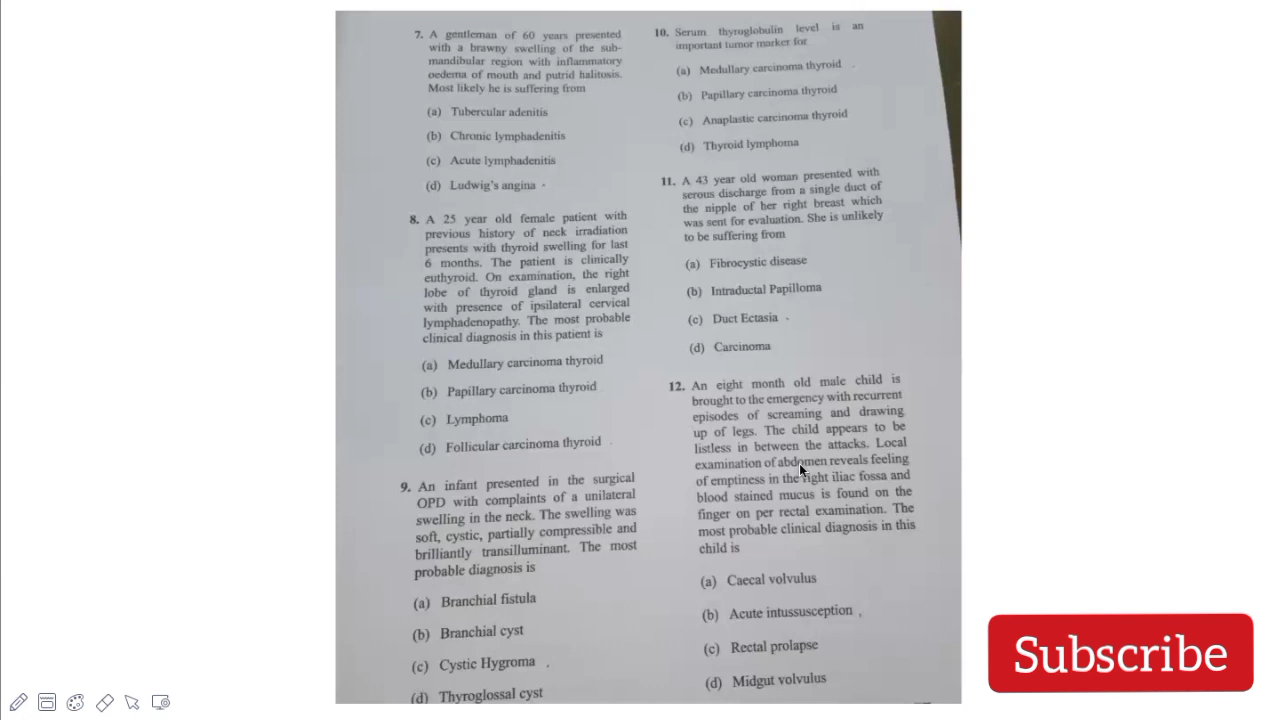 7. A gentleman of 60 years presented
with a brawny swelling of the sub-
mandibular region with inflammatory
oedema of mouth and putrid halitosis.
Most likely he is suffering from
(a) Tubercular adenitis
(b) Chronic lymphadenitis
(c) Acute lymphadenitis
(d) Ludwig's angina
8. A 25 year old female patient with
previous history of neck irradiation
presents with thyroid swelling for last
6 months. The patient is clinically
euthyroid. On examination, the right
lobe of thyroid gland is enlarged
with presence of ipsilateral cervical
lymphadenopathy. The most probable
clinical diagnosis in this patient is
(a) Medullary carcinoma thyroid
(b) Papillary carcinoma thyroid
(c) Lymphoma
(d) Follicular carcinoma thyroid
9. An infant presented in the surgical
OPD with complaints of a unilateral
swelling in the neck. The swelling was
soft, cystic, partially compressible and
brilliantly transilluminant. The most
probable diagnosis is
(a) Branchial fistula
(b) Branchial cyst
(c) Cystic Hygroma
(d) Thyroglossal cyst
10. Serum thyroglobulin level is an
important tumor marker for
(a) Medullary carcinoma thyroid
(b) Papillary carcinoma thyroid
(c) Anaplastic carcinoma thyroid
(d) Thyroid lymphoma
11. A 43 year old woman presented with
serous discharge from a single duct of
the nipple of her right breast which
was sent for evaluation. She is unlikely
to be suffering from
(a) Fibrocystic disease
(b) Intraductal Papilloma
(c) Duct Ectasia
(d) Carcinoma
12. An eight month old male child is
brought to the emergency with recurrent
episodes of screaming and drawing
up of legs. The child appears to be
listless in between the attacks. Local
examination of abdomen reveals feeling
of emptiness in the right iliac fossa and
blood stained mucus is found on the
finger on per rectal examination. The
most probable clinical diagnosis in this
child is
(a) Caecal volvulus
(b) Acute intussusception
(c) Rectal prolapse
(d) Midgut volvulus
Subscribe